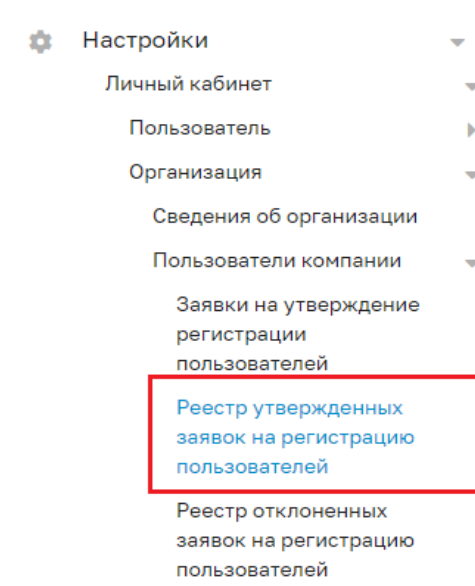 Настройки
Личный кабинет
Пользователь
Организация
Сведения об организации
Пользователи компании
Заявки на утверждение
регистрации
пользователей
Реестр утвержденных
заявок на регистрацию
пользователей
Реестр отклоненных
заявок на регистрацию
пользователей